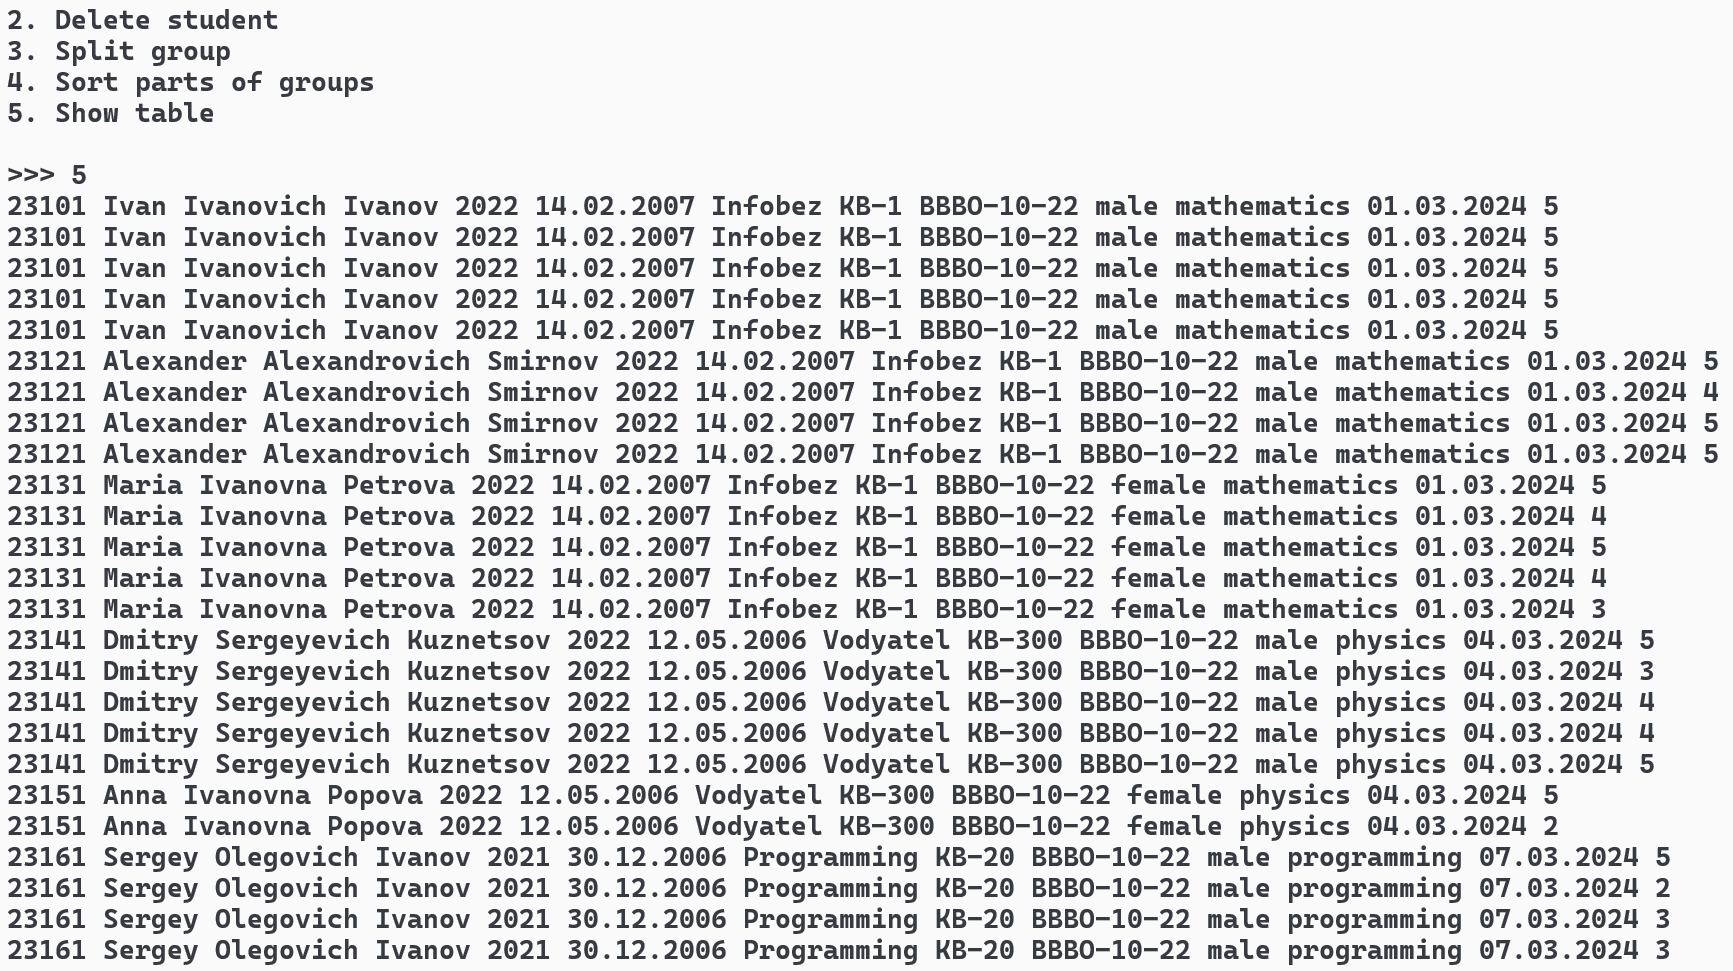 2. Delete student
3. Split group
4. Sort parts of groups
5. Show table
>>> 5
23101 Ivan Ivanovich Ivanov 2022 14.02.2007 Infobez KB-1 BBBO-10-22 male mathematics 01.03.2024 5
23101 Ivan Ivanovich Ivanov 2022 14.02.2007 Infobez KB-1 BBBO-10-22 male mathematics 01.03.2024 5
23101 Ivan Ivanovich Ivanov 2022 14.02.2007 Infobez KB-1 BBBO-10-22 male mathematics 01.03.2024 5
23101 Ivan Ivanovich Ivanov 2022 14.02.2007 Infobez KB-1 BBBO-10-22 male mathematics 01.03.2024 5
23101 Ivan Ivanovich Ivanov 2022 14.02.2007 Infobez KB-1 BBBO-10-22 male mathematics 01.03.2024 5
23121 Alexander Alexandrovich Smirnov 2022 14.02.2007 Infobez KB-1 BBBO-10-22 male mathematics 01.03.2024 5
23121 Alexander Alexandrovich Smirnov 2022 14.02.2007 Infobez KB-1 BBBO-10-22 male mathematics 01.03.2024 4
23121 Alexander Alexandrovich Smirnov 2022 14.02.2007 Infobez KB-1 BBBO-10-22 male mathematics 01.03.2024 5
23121 Alexander Alexandrovich Smirnov 2022 14.02.2007 Infobez KB-1 BBBO-10-22 male mathematics 01.03.2024 5
23131 Maria Ivanovna Petrova 2022 14.02.2007 Infobez KB-1 BBBO-10-22 female mathematics 01.03.2024 5
23131 Maria Ivanovna Petrova 2022 14.02.2007 Infobez KB-1 BBBO-10-22 female mathematics 01.03.2024 4
23131 Maria Ivanovna Petrova 2022 14.02.2007 Infobez KB-1 BBBO-10-22 female mathematics 01.03.2024 5
23131 Maria Ivanovna Petrova 2022 14.02.2007 Infobez KB-1 BBBO-10-22 female mathematics 01.03.2024 4
23131 Maria Ivanovna Petrova 2022 14.02.2007 Infobez KB-1 BBBO-10-22 female mathematics 01.03.2024 3
23141 Dmitry Sergeyevich Kuznetsov 2022 12.05.2006 Vodyatel KB-300 BBBO-10-22 male physics 04.03.2024 5
23141 Dmitry Sergeyevich Kuznetsov 2022 12.05.2006 Vodyatel KB-300 BBBO-10-22 male physics 04.03.2024 3
23141 Dmitry Sergeyevich Kuznetsov 2022 12.05.2006 Vodyatel KB-300 BBBO-10-22 male physics 04.03.2024 4
23141 Dmitry Sergeyevich Kuznetsov 2022 12.05.2006 Vodyatel KB-300 BBBO-10-22 male physics 04.03.2024 4
23141 Dmitry Sergeyevich Kuznetsov 2022 12.05.2006 Vodyatel KB-300 BBBO-10-22 male physics 04.03.2024 5
23151 Anna Ivanovna Popova 2022 12.05.2006 Vodyatel KB-300 BBBO-10-22 female physics 04.03.2024 5
23151 Anna Ivanovna Popova 2022 12.05.2006 Vodyatel KB-300 BBBO-10-22 female physics 04.03.2024 2
23161 Sergey Olegovich Ivanov 2021 30.12.2006 Programming KB-20 BBBO-10-22 male programming 07.03.2024 5
23161 Sergey Olegovich Ivanov 2021 30.12.2006 Programming KB-20 BBBO-10-22 male programming 07.03.2024 2
23161 Sergey Olegovich Ivanov 2021 30.12.2006 Programming KB-20 BBBO-10-22 male programming 07.03.2024 3
23161 Sergey Olegovich Ivanov 2021 30.12.2006 Programming KB-20 BBBO-10-22 male programming 07.03.2024 3